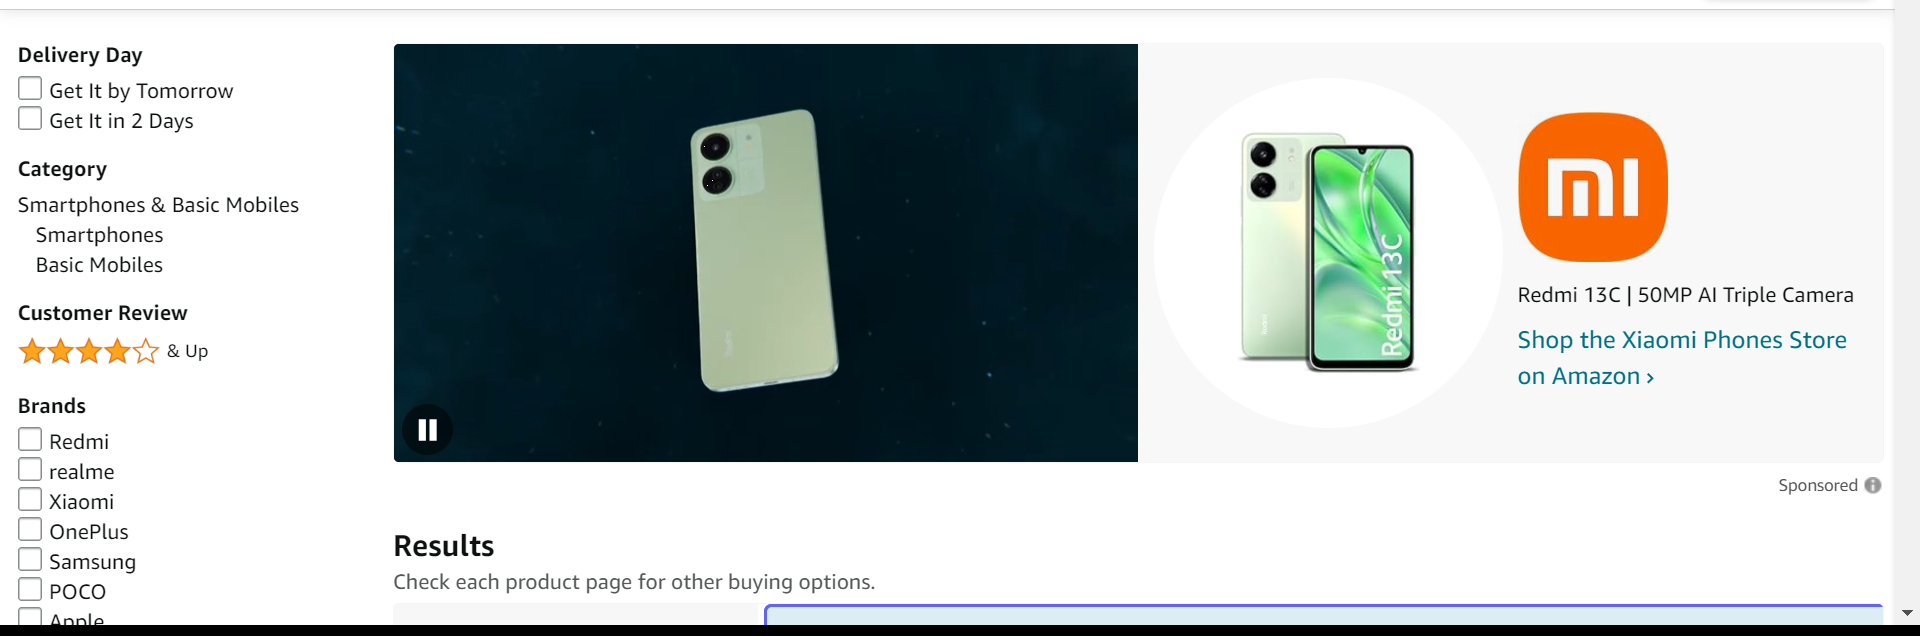 Delivery Day
Get It by Tomorrow
Get It in 2 Days
Category
Smartphones & Basic Mobiles
Smartphones
Basic Mobiles
Customer Review
& Up
Brands
Redmi
realme
Xiaomi
OnePlus
Samsung
POCO
Apple
Redmi 13C
mi
Redmi 13C | 50MP AI Triple Camera
Shop the Xiaomi Phones Store
on Amazon ›
Sponsored
Results
Check each product page for other buying options.